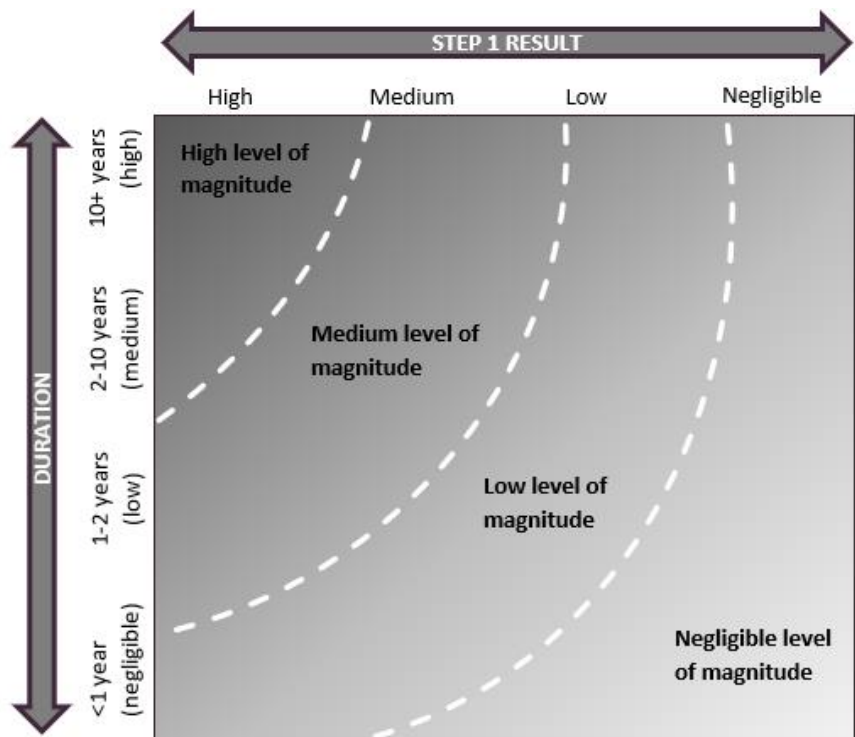 STEP 1 RESULT
High
Medium
Low
Negligible
DURATION
10+ years
(high)
2-10 years
(medium)
1-2 years
(low)
<1 year
(negligible)
High level of
magnitude
Medium level of
magnitude
Low level of
magnitude
Negligible level
of magnitude